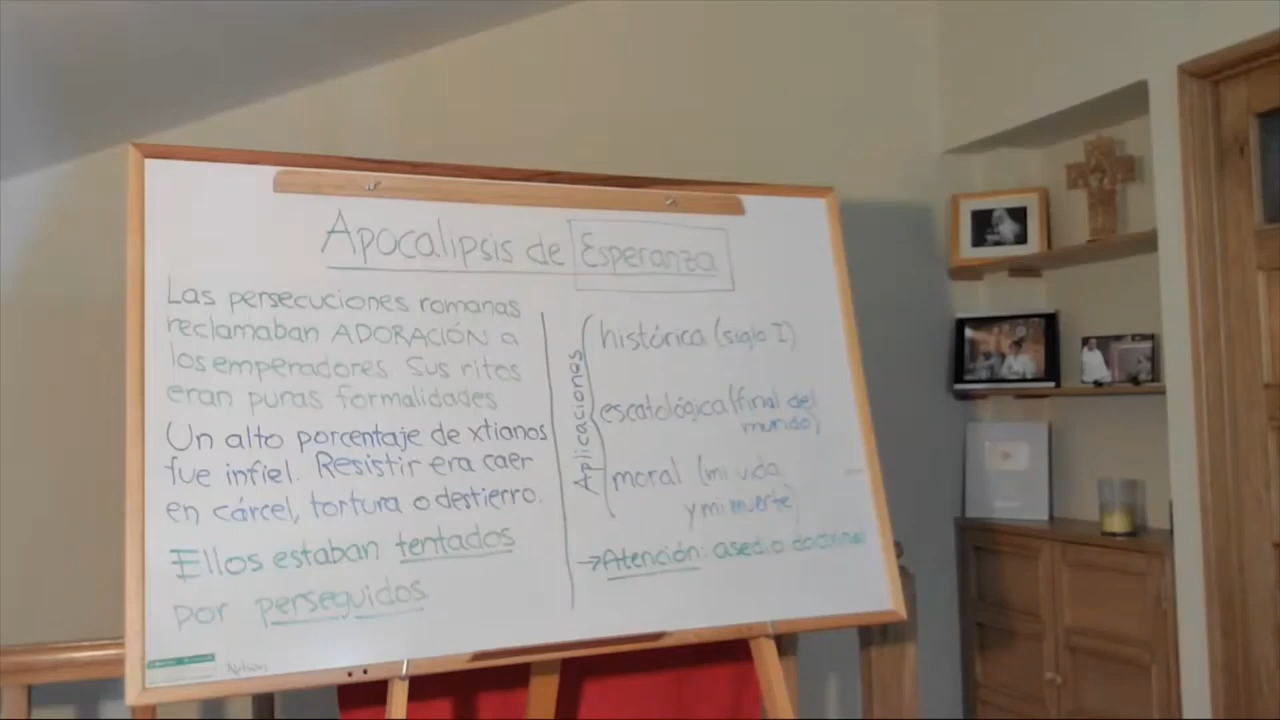 Apocalipsis de Esperanza
Las persecuciones romanas
reclamaban ADORACIÓN a
los emperadores. Sus ritos
eran puras formalidades
Un alto porcentaje de xtianos
fue infiel. Resistir era caer
en cárcel, tortura o destierro.
Ellos estaban tentados
por perseguidos
Aplicaciones
histórica (siglo I)
escatológica (final del
mundo)
moral (mi vida
y mi muerte)
→Atención: asedio doctrinal
Nelson